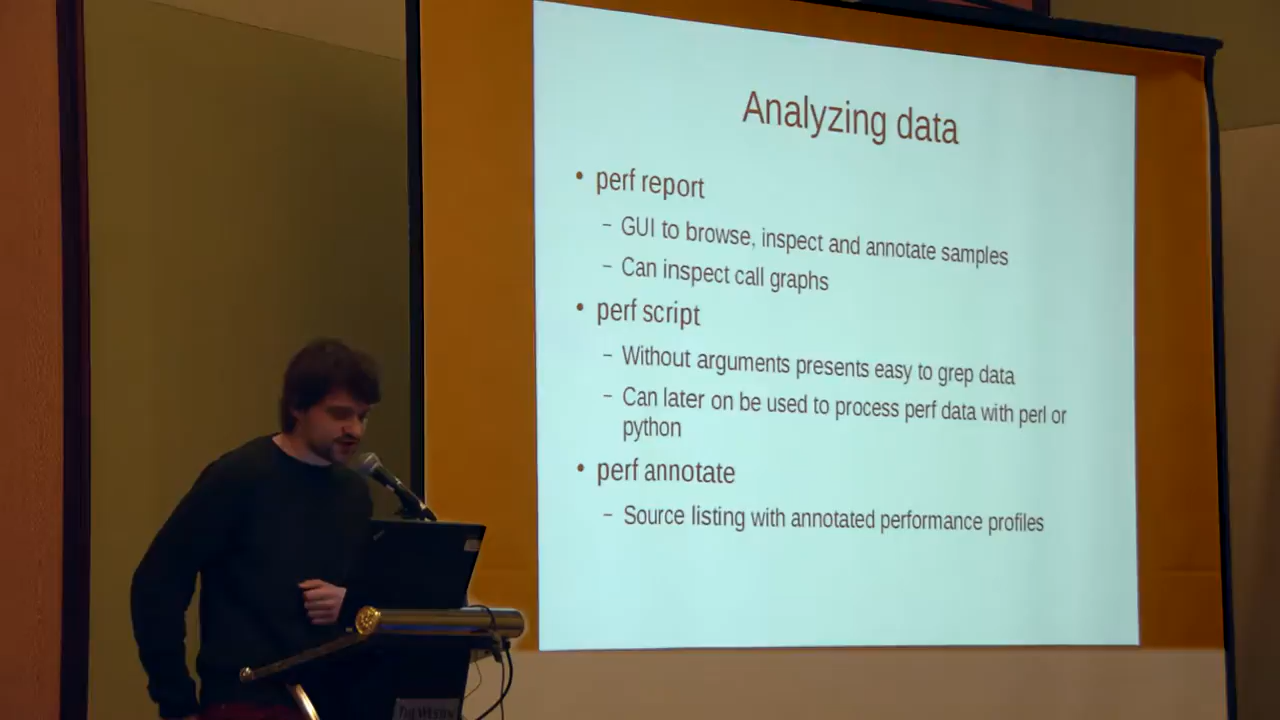 Analyzing data
• perf report
– GUI to browse, inspect and annotate samples
– Can inspect call graphs
• perf script
– Without arguments presents easy to grep data
– Can later on be used to process perf data with perl or
python
• perf annotate
– Source listing with annotated performance profiles